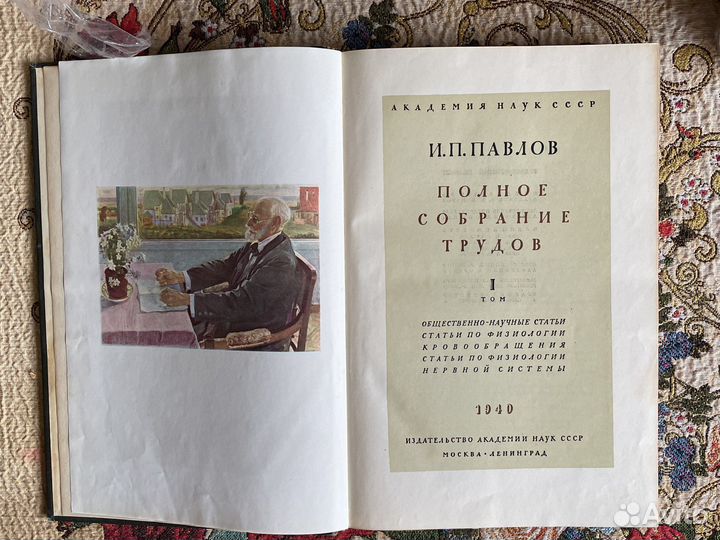 АКАДЕМИЯ НАУК СССР
И.П.ПАВЛОВ
ПОЛНОЕ
СОБРАНИЕ
ТРУДОВ
I
ТОМ
ОБЩЕСТВЕННО-НАУЧНЫЕ СТАТЬИ
СТАТЬИ ПО ФИЗИОЛОГИИ
КРОВООБРАЩЕНИЯ
СТАТЬИ ПО ФИЗИОЛОГИИ
НЕРВНОЙ СИСТЕМЫ
1940
ИЗДАТЕЛЬСТВО АКАДЕМИИ НАУК СССР
МОСКВА · ЛЕНИНГРАД
Avito